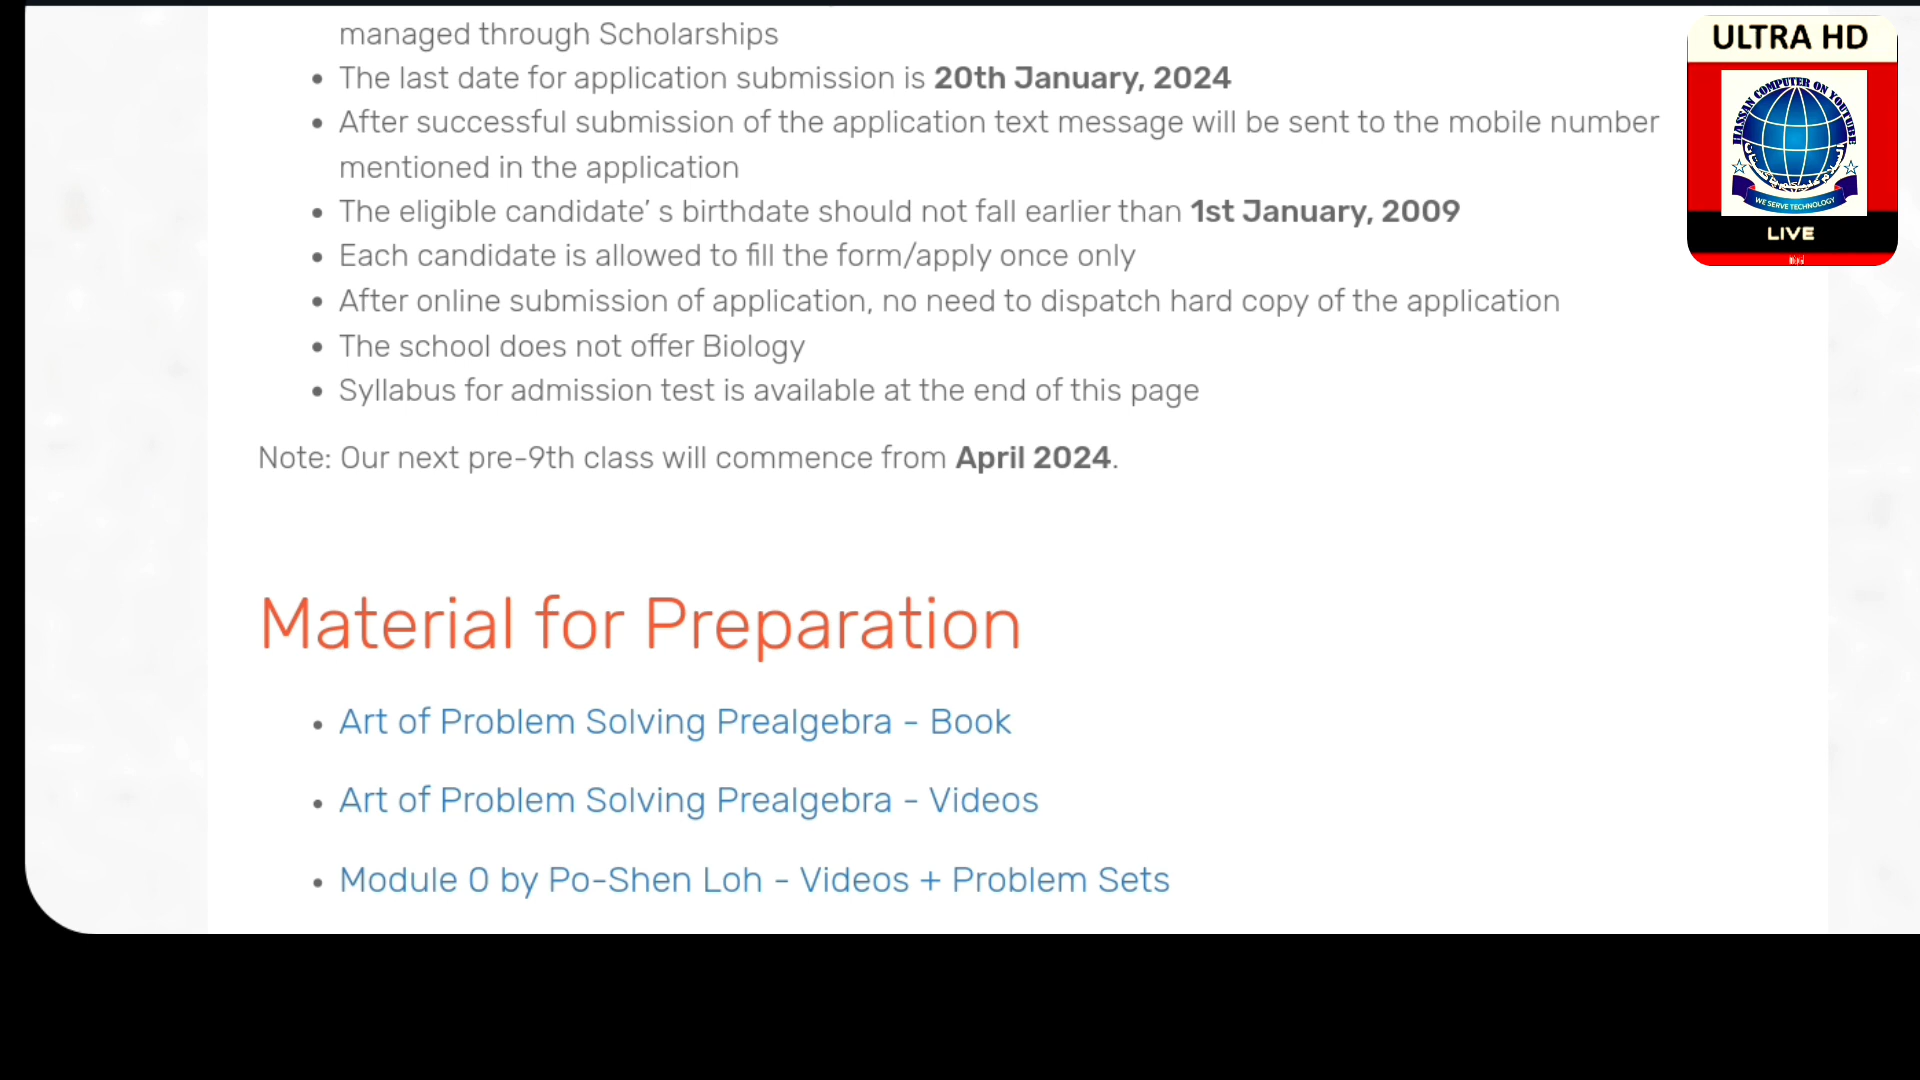 managed through Scholarships
ULTRA HD
• The last date for application submission is 20th January, 2024
HASSAN COMPUTER ON YOUTUBE
• After successful submission of the application text message will be sent to the mobile number
mentioned in the application
WE SERVE TECHNOLOGY
• The eligible candidate’ s birthdate should not fall earlier than 1st January, 2009
LIVE
• Each candidate is allowed to fill the form/apply once only
• After online submission of application, no need to dispatch hard copy of the application
• The school does not offer Biology
• Syllabus for admission test is available at the end of this page
Note: Our next pre-9th class will commence from April 2024.
Material for Preparation
• Art of Problem Solving Prealgebra - Book
• Art of Problem Solving Prealgebra - Videos
• Module 0 by Po-Shen Loh - Videos + Problem Sets